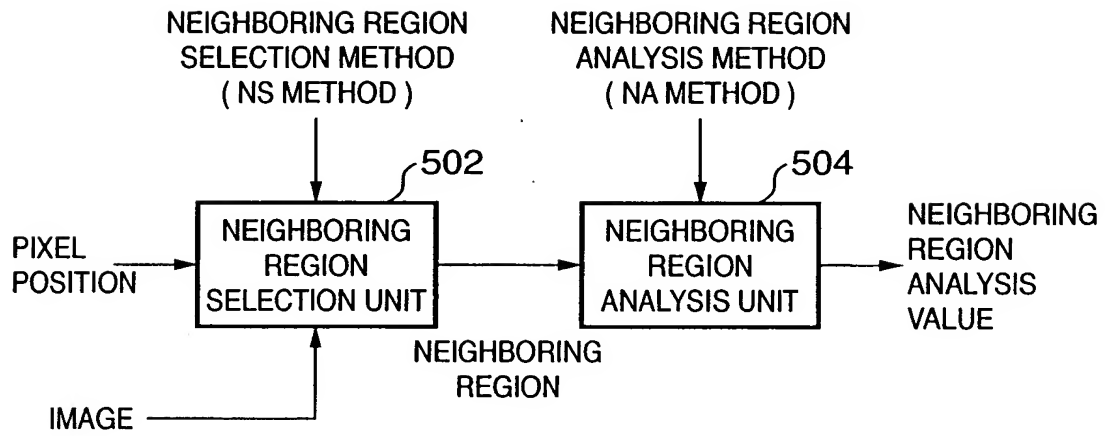 NEIGHBORING REGION
SELECTION METHOD
( NS METHOD )
NEIGHBORING REGION
ANALYSIS METHOD
( NA METHOD )
502
504
PIXEL
POSITION
NEIGHBORING
REGION
SELECTION UNIT
NEIGHBORING
REGION
ANALYSIS UNIT
NEIGHBORING
REGION
ANALYSIS
VALUE
NEIGHBORING
REGION
IMAGE